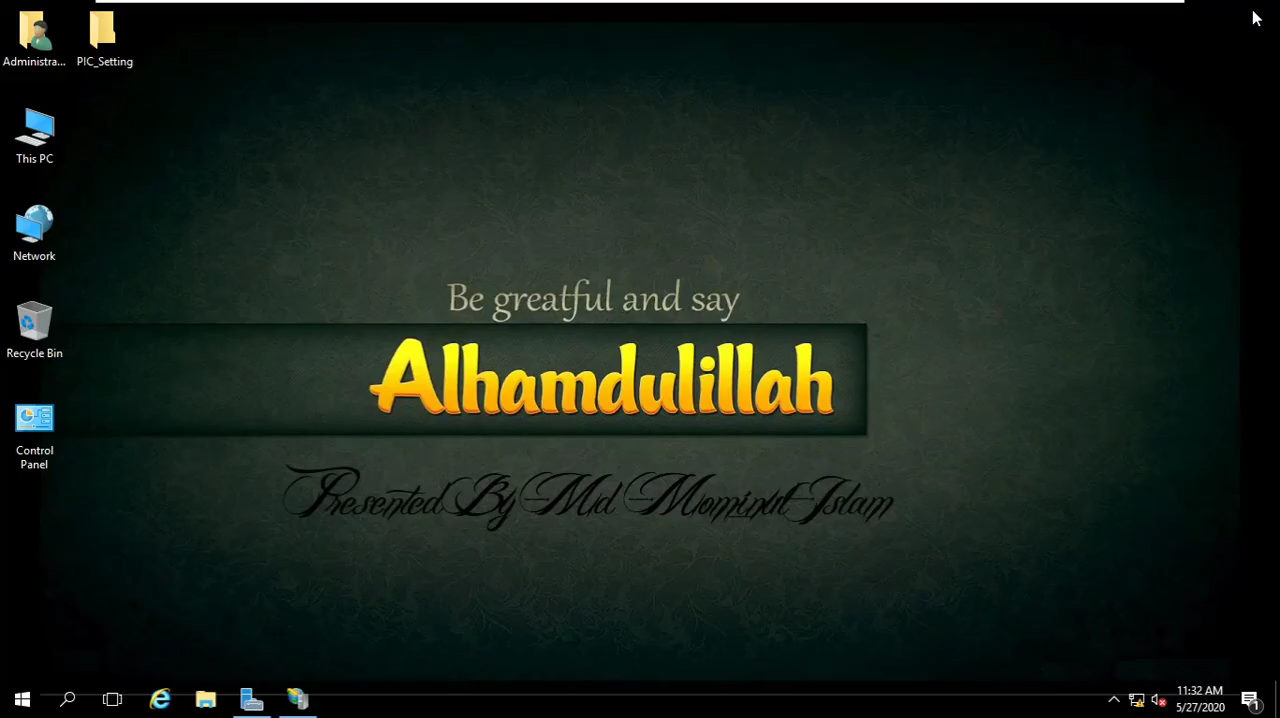 Administra...
PIC_Setting
This PC
Network
Recycle Bin
Control
Panel
Be greatful and say
Alhamdulillah
Presented By Md Mominul Islam
11:32 AM
5/27/2020
1